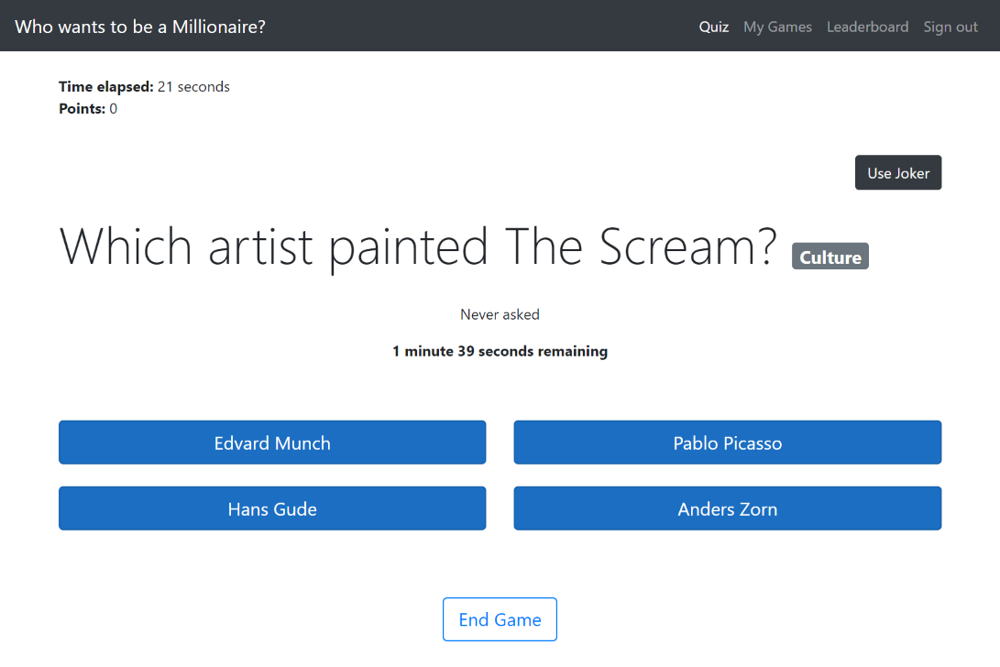 Who wants to be a Millionaire?
Quiz My Games Leaderboard Sign out
Time elapsed: 21 seconds
Points: 0
Use Joker
Which artist painted The Scream? Culture
Never asked
1 minute 39 seconds remaining
Edvard Munch
Pablo Picasso
Hans Gude
Anders Zorn
End Game